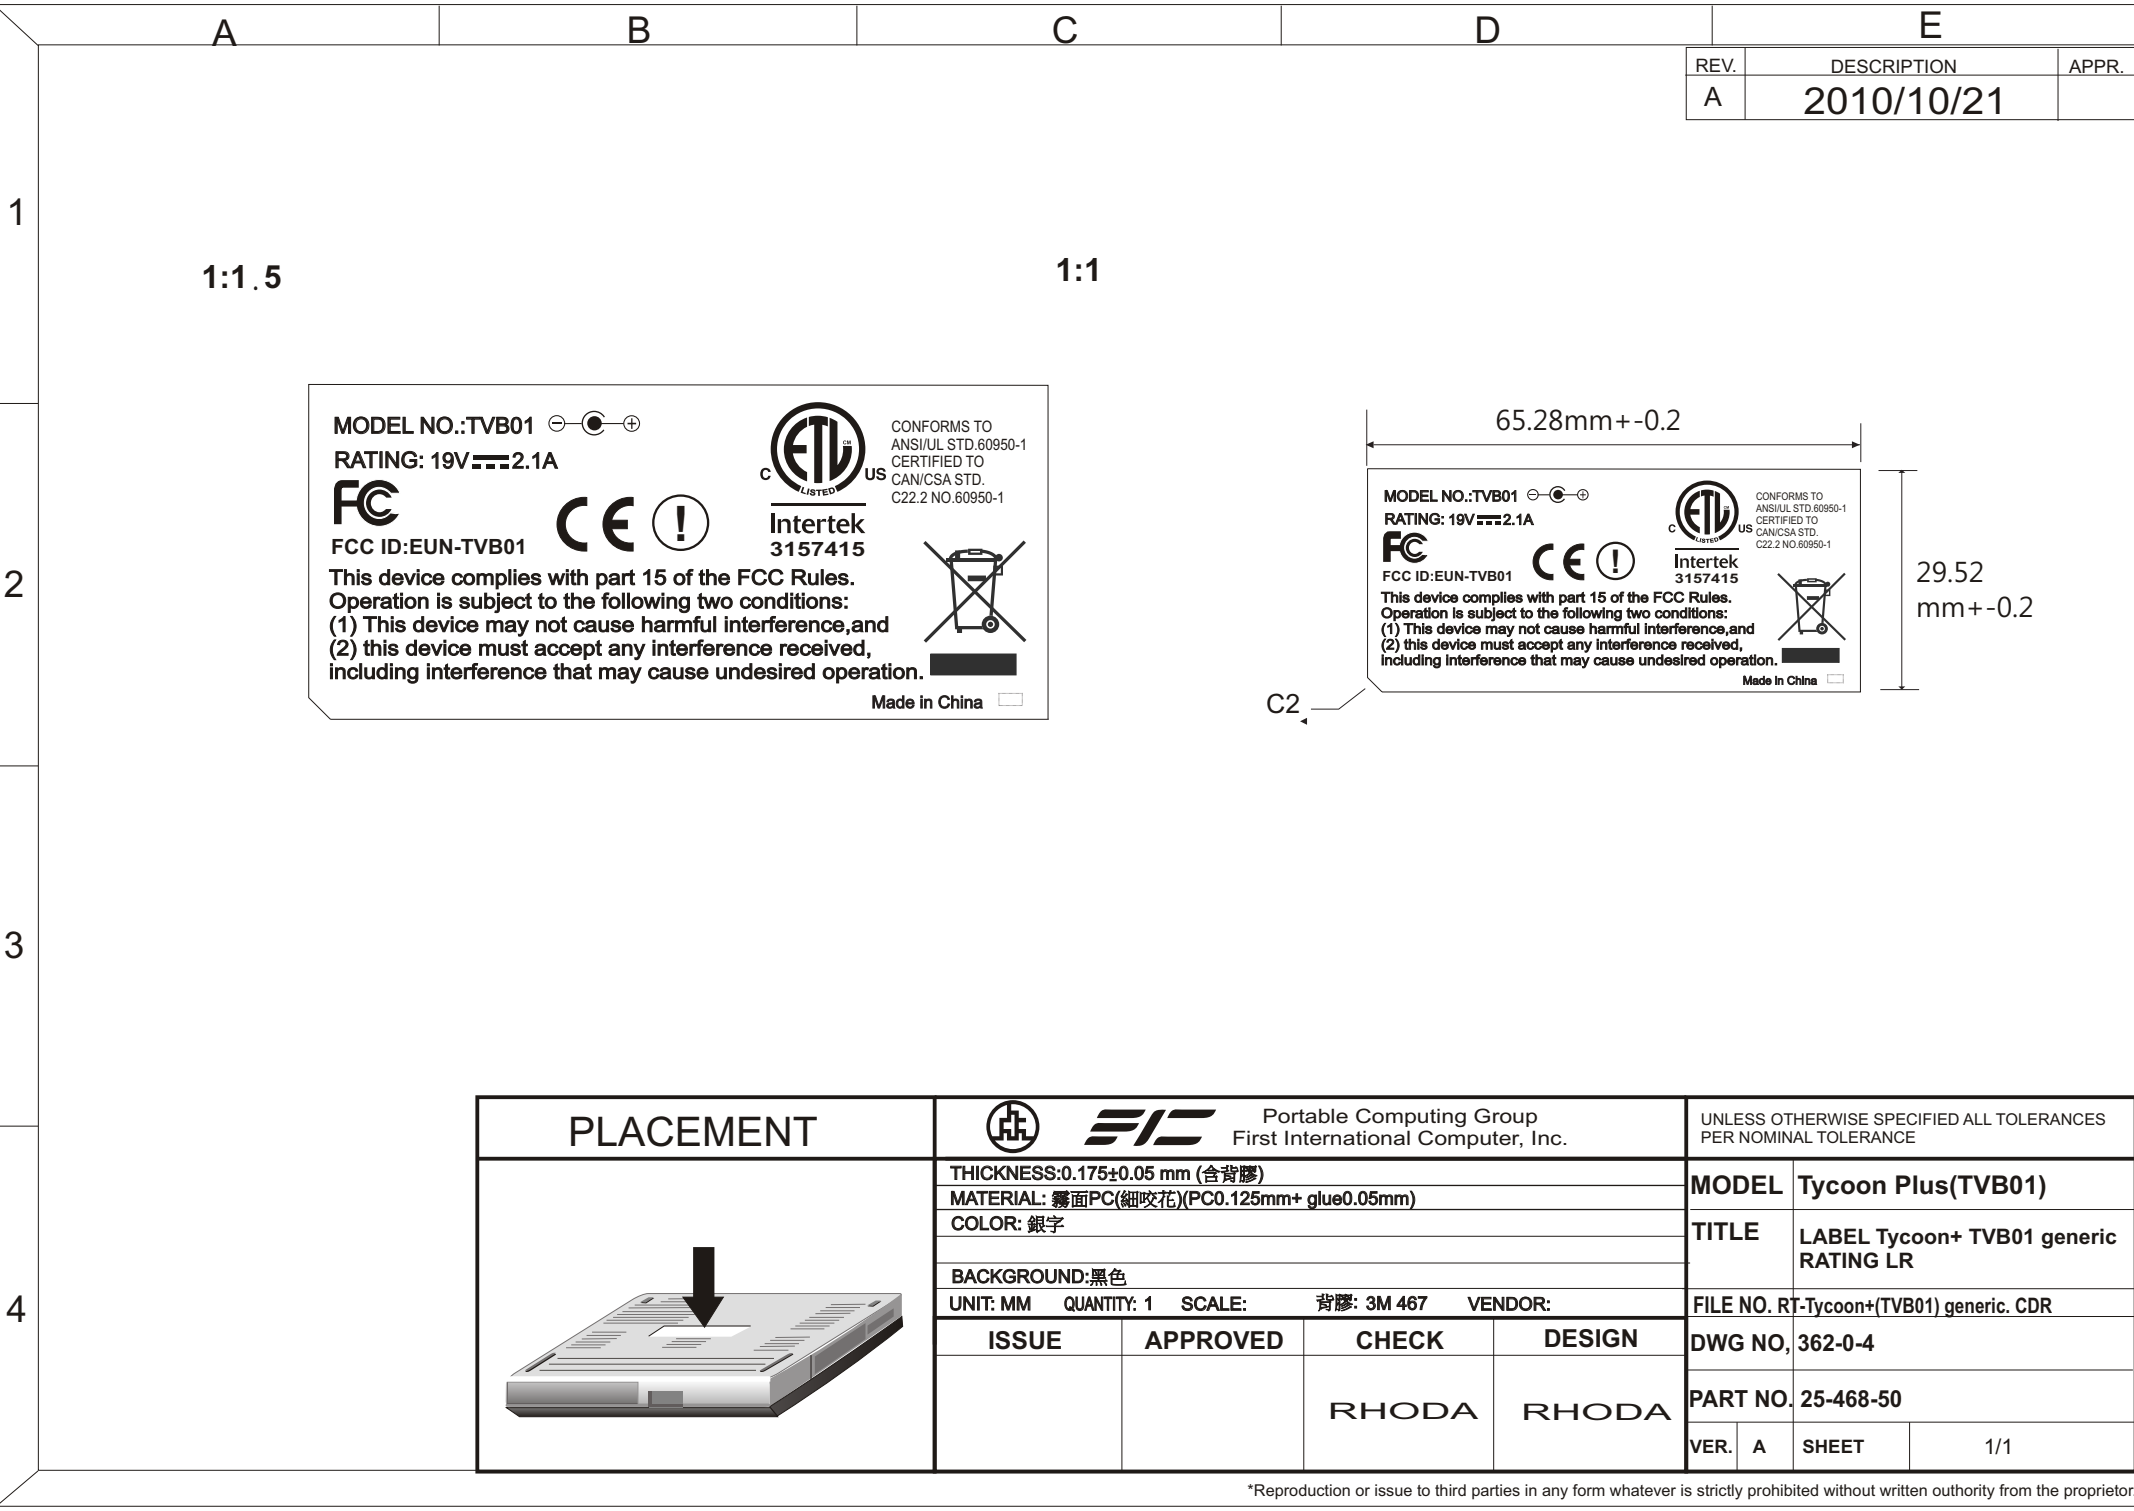 A B C D E
REV. DESCRIPTION APPR.
A 2010/10/21
1
1:1.5
1:1
MODEL NO.:TVB01
RATING: 19V 2.1A
FC
FCC ID:EUN-TVB01
CE !
ETL CM
C US
LISTED
Intertek
3157415
CONFORMS TO
ANSI/UL STD.60950-1
CERTIFIED TO
CAN/CSA STD.
C22.2 NO.60950-1
This device complies with part 15 of the FCC Rules.
Operation is subject to the following two conditions:
(1) This device may not cause harmful interference,and
(2) this device must accept any interference received,
including interference that may cause undesired operation.
Made in China
65.28mm+-0.2
MODEL NO.:TVB01
RATING: 19V 2.1A
FC
FCC ID:EUN-TVB01
CE !
ETL CM
C US
LISTED
Intertek
3157415
CONFORMS TO
ANSI/UL STD.60950-1
CERTIFIED TO
CAN/CSA STD.
C22.2 NO.60950-1
This device complies with part 15 of the FCC Rules.
Operation is subject to the following two conditions:
(1) This device may not cause harmful interference,and
(2) this device must accept any interference received,
including interference that may cause undesired operation.
Made in China
29.52
mm+-0.2
C2
2
3
4
PLACEMENT
FIC
Portable Computing Group
First International Computer, Inc.
THICKNESS:0.175±0.05 mm (含背膠)
MATERIAL: 霧面PC(細咬花)(PC0.125mm+ glue0.05mm)
COLOR: 銀字
BACKGROUND:黑色
UNIT: MM QUANTITY: 1 SCALE: 背膠: 3M 467 VENDOR:
ISSUE APPROVED CHECK DESIGN
RHODA RHODA
UNLESS OTHERWISE SPECIFIED ALL TOLERANCES
PER NOMINAL TOLERANCE
MODEL Tycoon Plus(TVB01)
TITLE LABEL Tycoon+ TVB01 generic
RATING LR
FILE NO. RT-Tycoon+(TVB01) generic. CDR
DWG NO, 362-0-4
PART NO. 25-468-50
VER. A SHEET 1/1
*Reproduction or issue to third parties in any form whatever is strictly prohibited without written outhority from the proprietor.